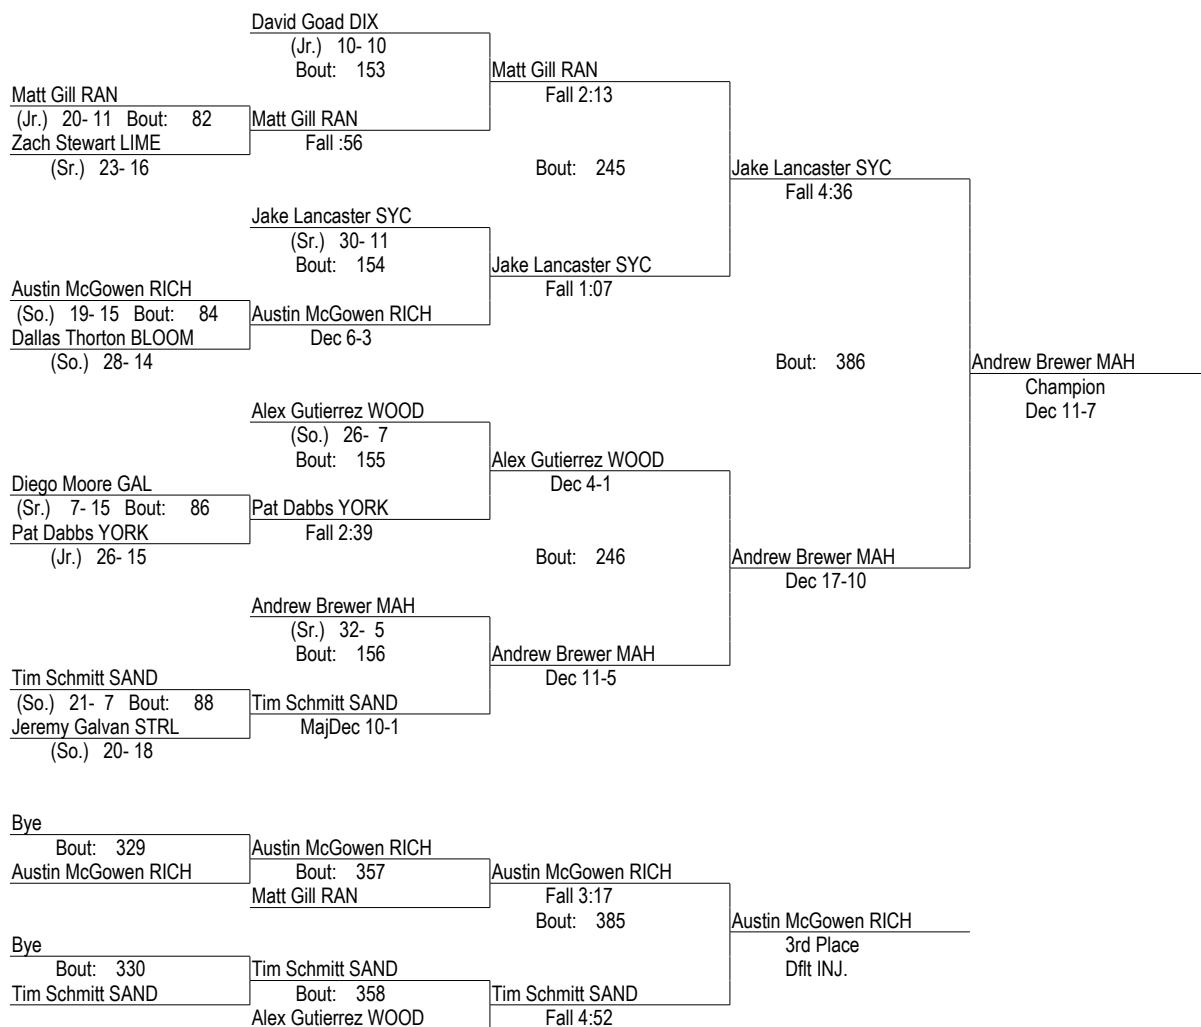 David Goad DIX
(Jr.) 10- 10
Bout: 153
Matt Gill RAN
Fall 2:13
Matt Gill RAN
(Jr.) 20- 11 Bout: 82
Matt Gill RAN
Zach Stewart LIME
Fall :56
(Sr.) 23- 16
Bout: 245
Jake Lancaster SYC
Fall 4:36
Jake Lancaster SYC
(Sr.) 30- 11
Bout: 154
Jake Lancaster SYC
Fall 1:07
Austin McGowen RICH
(So.) 19- 15 Bout: 84
Austin McGowen RICH
Dallas Thorton BLOOM
Dec 6-3
(So.) 28- 14
Bout: 386
Andrew Brewer MAH
Champion
Dec 11-7
Alex Gutierrez WOOD
(So.) 26- 7
Bout: 155
Alex Gutierrez WOOD
Dec 4-1
Diego Moore GAL
(Sr.) 7- 15 Bout: 86
Pat Dabbs YORK
Pat Dabbs YORK
Fall 2:39
(Jr.) 26- 15
Bout: 246
Andrew Brewer MAH
Dec 17-10
Andrew Brewer MAH
(Sr.) 32- 5
Bout: 156
Andrew Brewer MAH
Dec 11-5
Tim Schmitt SAND
(So.) 21- 7 Bout: 88
Tim Schmitt SAND
Jeremy Galvan STRL
MajDec 10-1
(So.) 20- 18
Bye
Bout: 329
Austin McGowen RICH
Austin McGowen RICH
Bout: 357
Matt Gill RAN
Austin McGowen RICH
Fall 3:17
Bout: 385
Austin McGowen RICH
3rd Place
Dflt INJ.
Bye
Bout: 330
Tim Schmitt SAND
Tim Schmitt SAND
Bout: 358
Alex Gutierrez WOOD
Tim Schmitt SAND
Fall 4:52